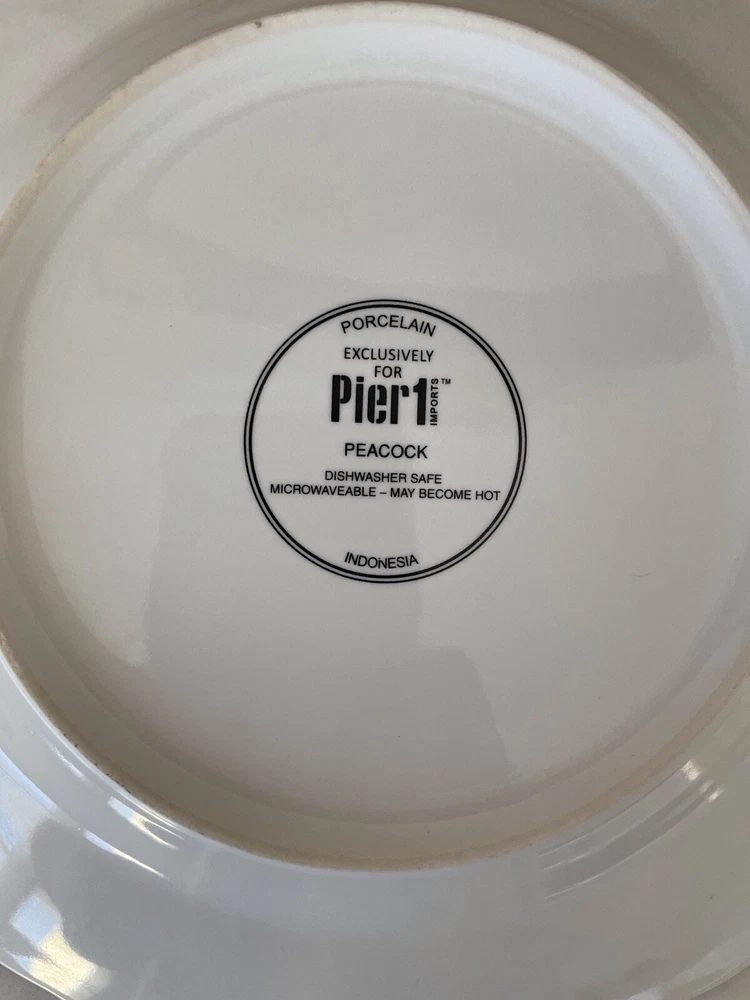 PORCELAIN
EXCLUSIVELY
FOR
Pier1 IMPORTS™
PEACOCK
DISHWASHER SAFE
MICROWAVEABLE – MAY BECOME HOT
INDONESIA